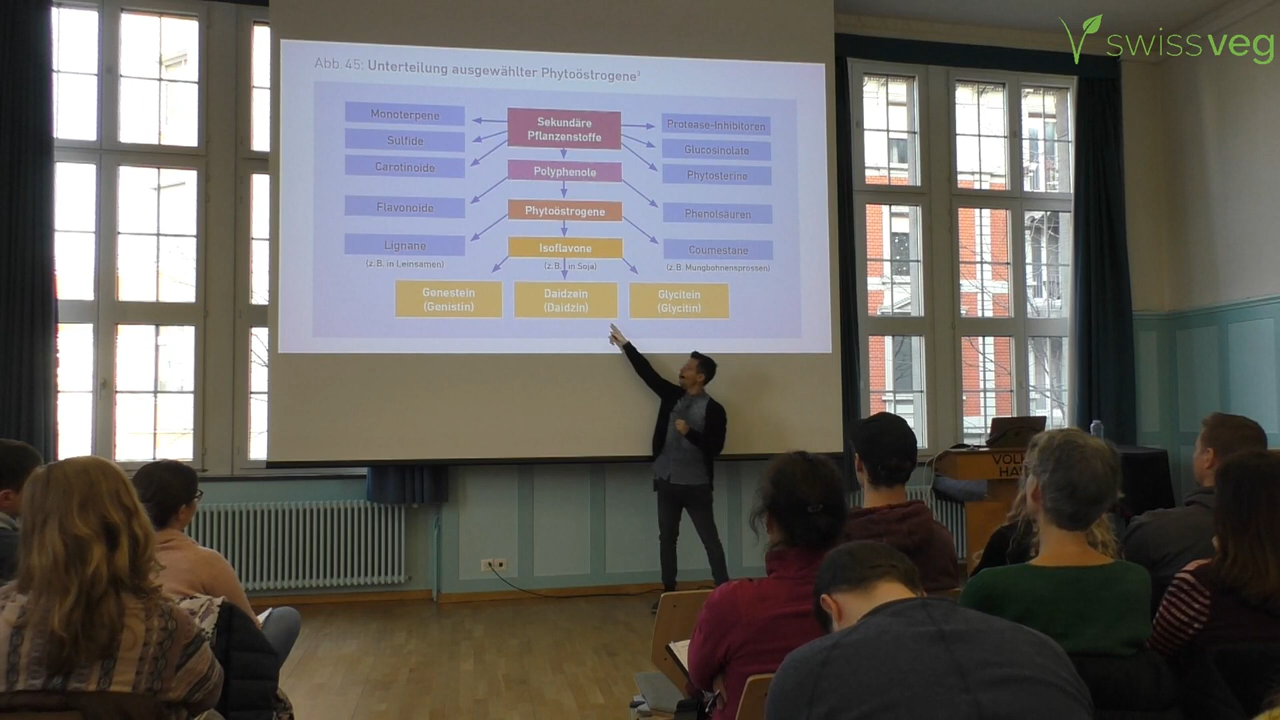 swissveg
Abb. 45: Unterteilung ausgewählter Phytoöstrogene³
Monoterpene
Sulfide
Carotinoide
Flavonoide
Lignane
(z. B. in Leinsamen)
Sekundäre
Pflanzenstoffe
Polyphenole
Phytoöstrogene
Isoflavone
(z. B. in Soja)
Protease-Inhibitoren
Glucosinolate
Phytosterine
Phenolsäuren
Coumestane
(z. B. Mungbohnensprossen)
Genestein
(Genistin)
Daidzein
(Daidzin)
Glycitein
(Glycitin)